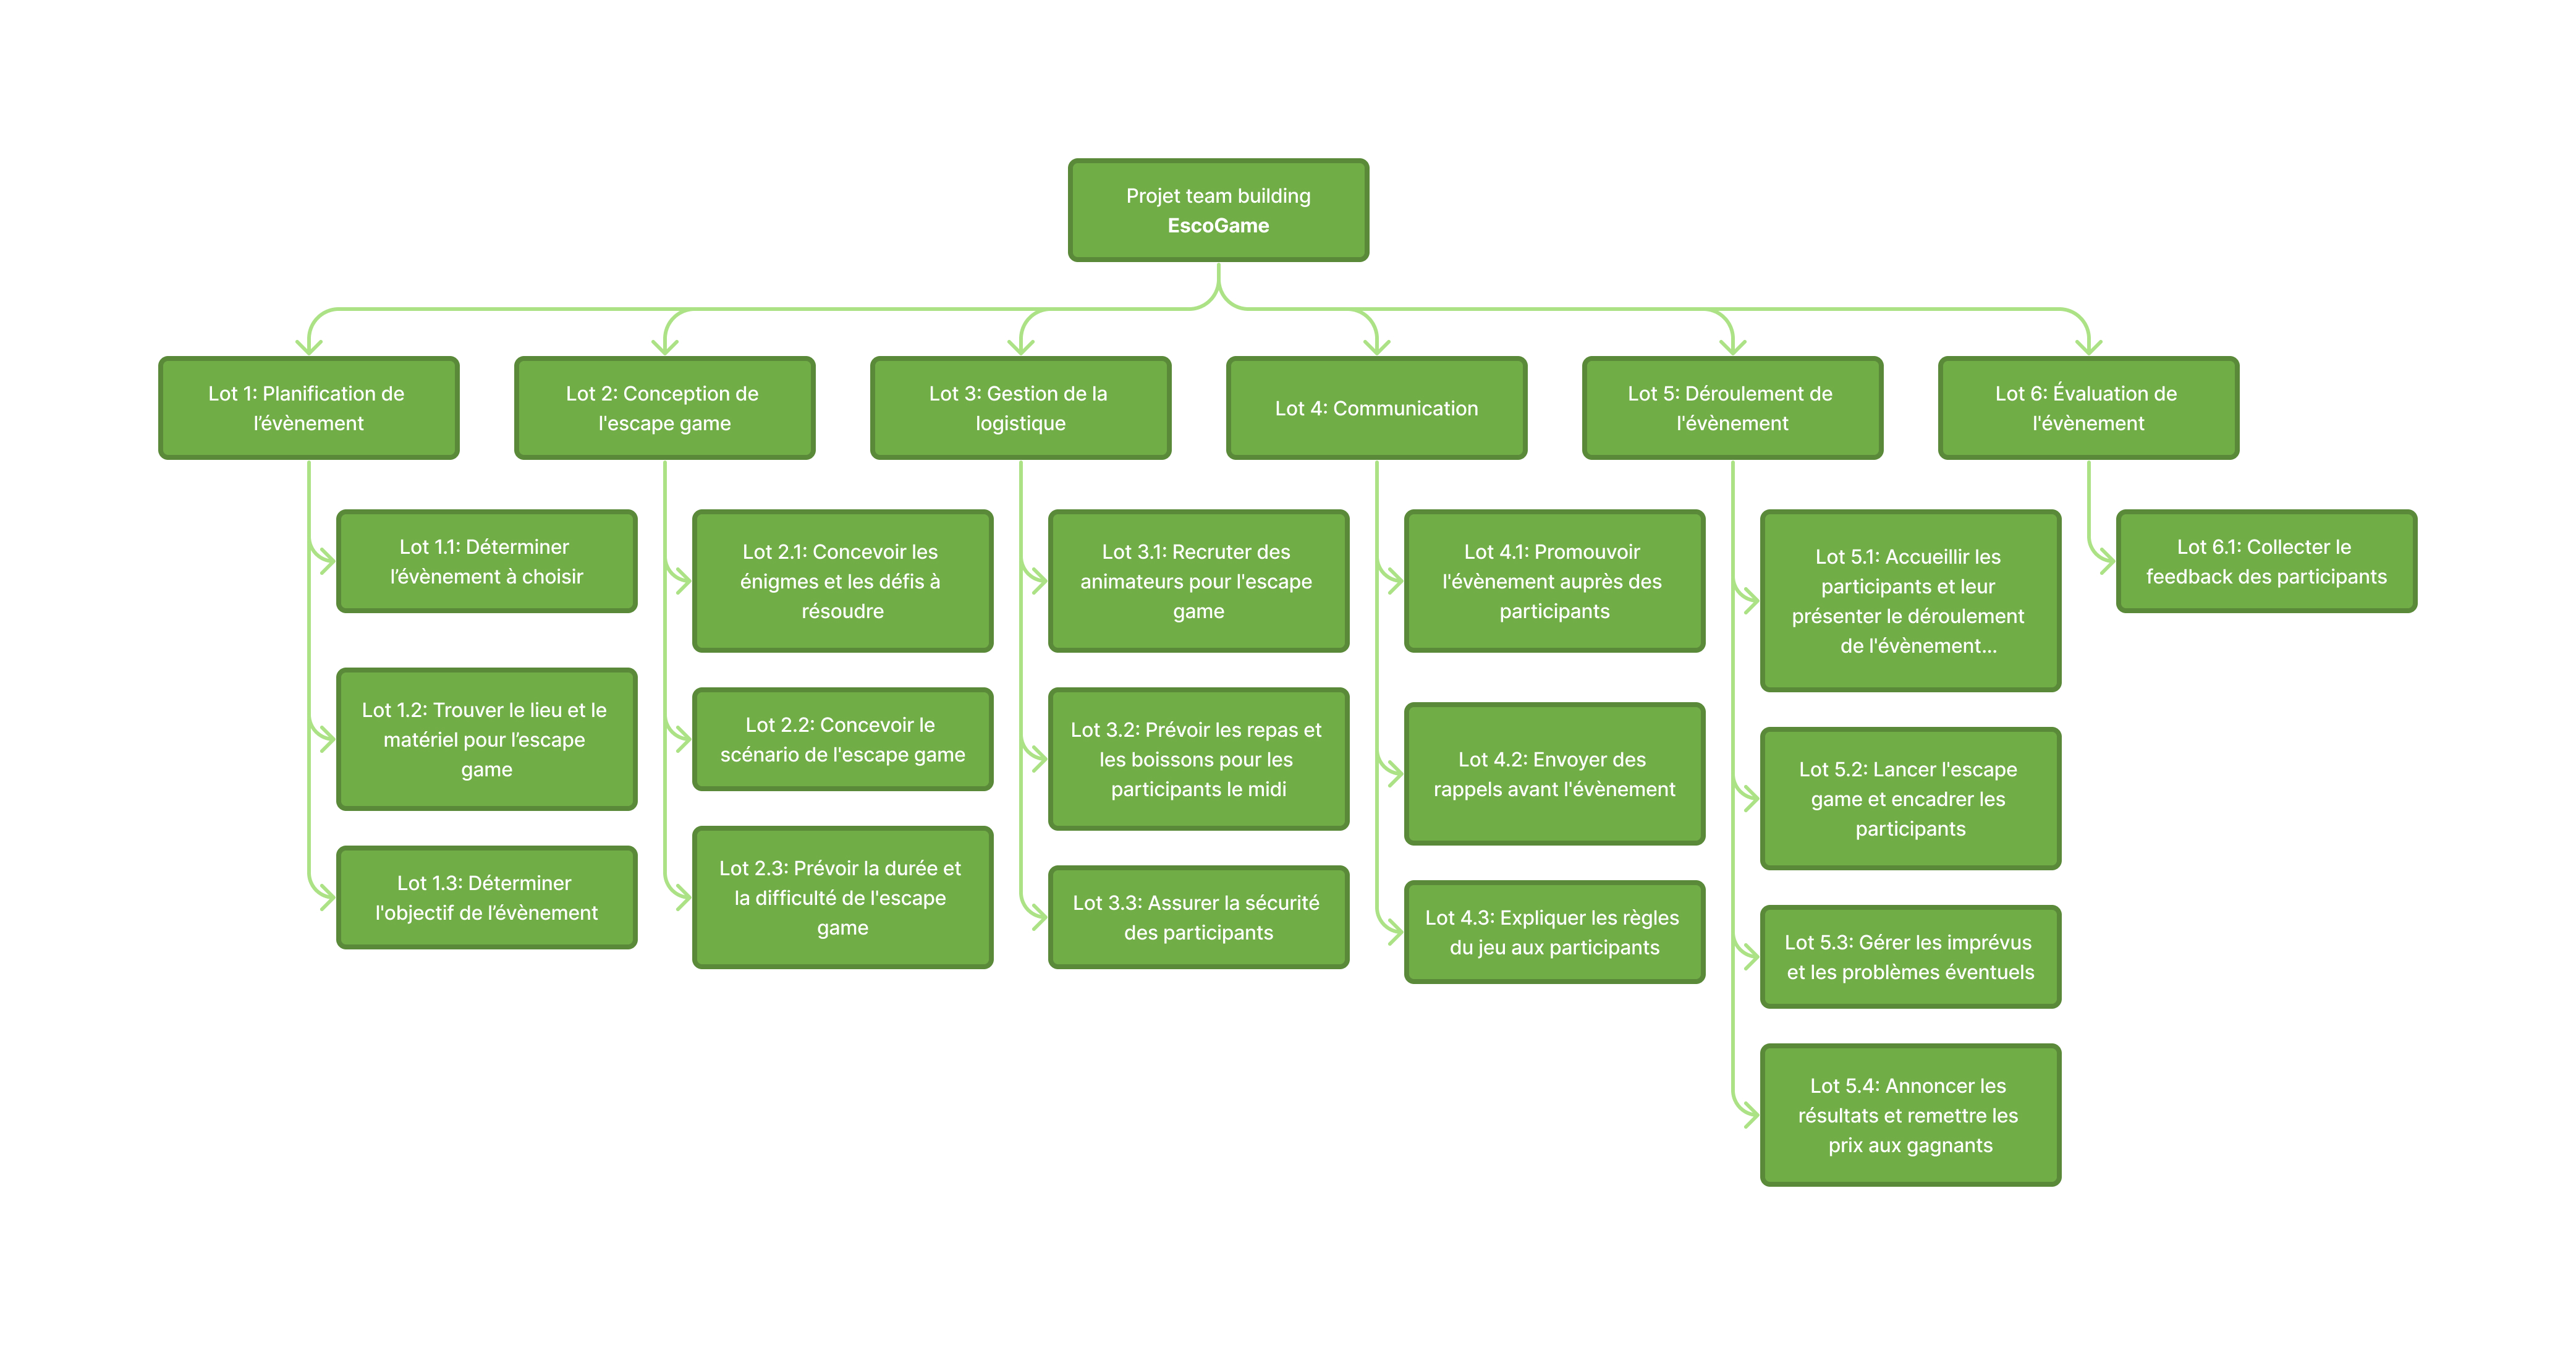 Projet team building
EscoGame
Lot 1: Planification de
l’évènement
Lot 2: Conception de
l'escape game
Lot 3: Gestion de la
logistique
Lot 4: Communication
Lot 5: Déroulement de
l'évènement
Lot 6: Évaluation de
l'évènement
Lot 1.1: Déterminer
l’évènement à choisir
Lot 1.2: Trouver le lieu et le
matériel pour l’escape
game
Lot 1.3: Déterminer
l'objectif de l’évènement
Lot 2.1: Concevoir les
énigmes et les défis à
résoudre
Lot 2.2: Concevoir le
scénario de l'escape game
Lot 2.3: Prévoir la durée et
la difficulté de l'escape
game
Lot 3.1: Recruter des
animateurs pour l'escape
game
Lot 3.2: Prévoir les repas et
les boissons pour les
participants le midi
Lot 3.3: Assurer la sécurité
des participants
Lot 4.1: Promouvoir
l'évènement auprès des
participants
Lot 4.2: Envoyer des
rappels avant l'évènement
Lot 4.3: Expliquer les règles
du jeu aux participants
Lot 5.1: Accueillir les
participants et leur
présenter le déroulement
de l'évènement...
Lot 5.2: Lancer l'escape
game et encadrer les
participants
Lot 5.3: Gérer les imprévus
et les problèmes éventuels
Lot 5.4: Annoncer les
résultats et remettre les
prix aux gagnants
Lot 6.1: Collecter le
feedback des participants